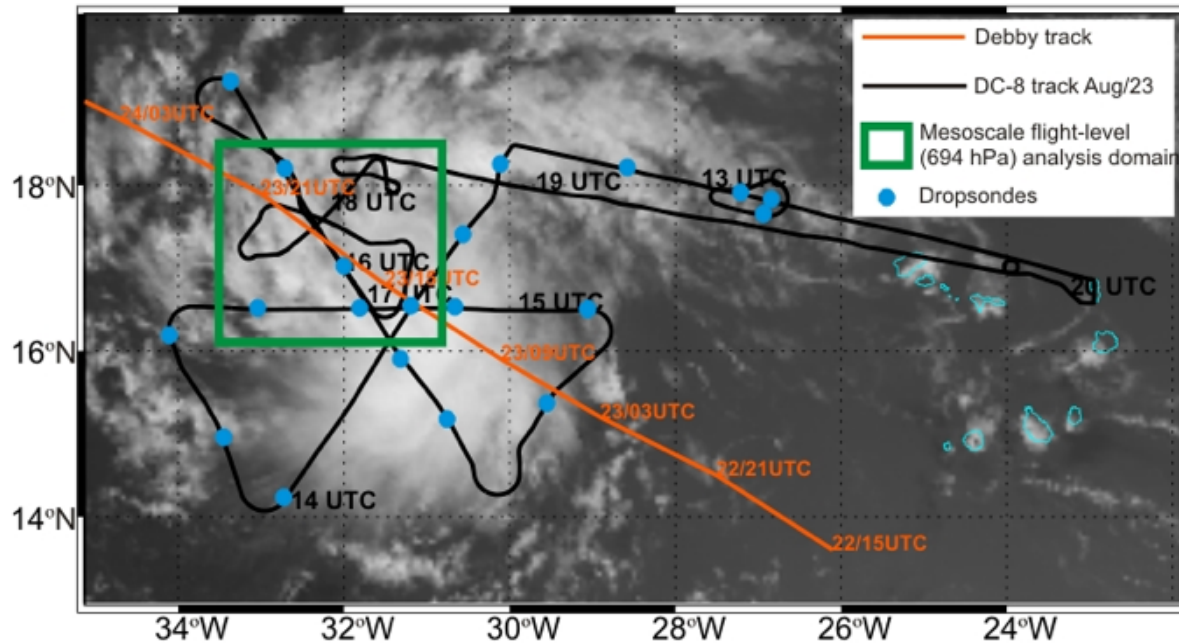 Debby track
DC-8 track Aug/23
Mesoscale flight-level
(694 hPa) analysis domain
Dropsondes
24/03UTC
18°N
13 UTC
19 UTC
23/21UTC
18 UTC
16 UTC
23/15UTC
17 UTC
15 UTC
20 UTC
16°N
23/09UTC
23/03UTC
22/21UTC
14°N
14 UTC
22/15UTC
34°W
32°W
30°W
28°W
26°W
24°W